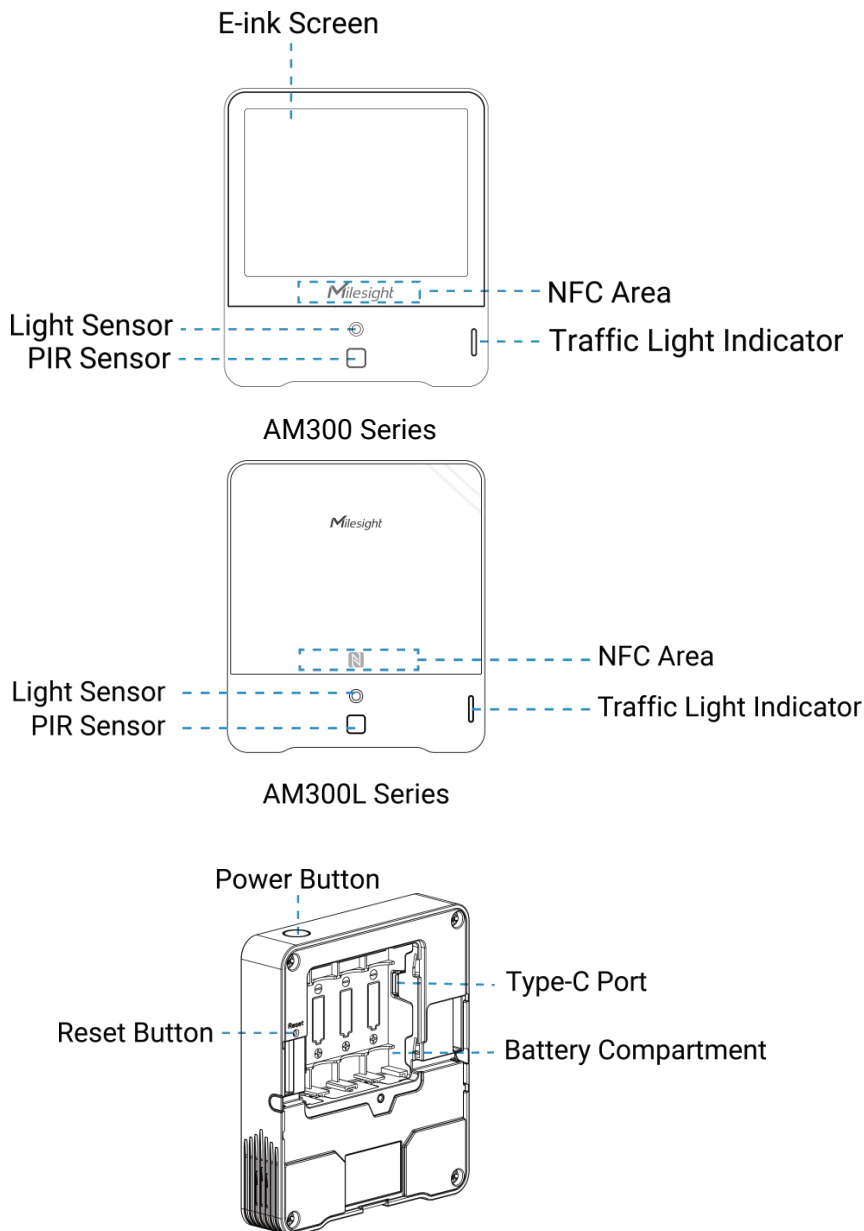 E-ink Screen
Milesight
NFC Area
Light Sensor
PIR Sensor
Traffic Light Indicator
AM300 Series
Milesight
NFC Area
Light Sensor
PIR Sensor
Traffic Light Indicator
AM300L Series
Power Button
Type-C Port
Reset
Reset Button
Battery Compartment